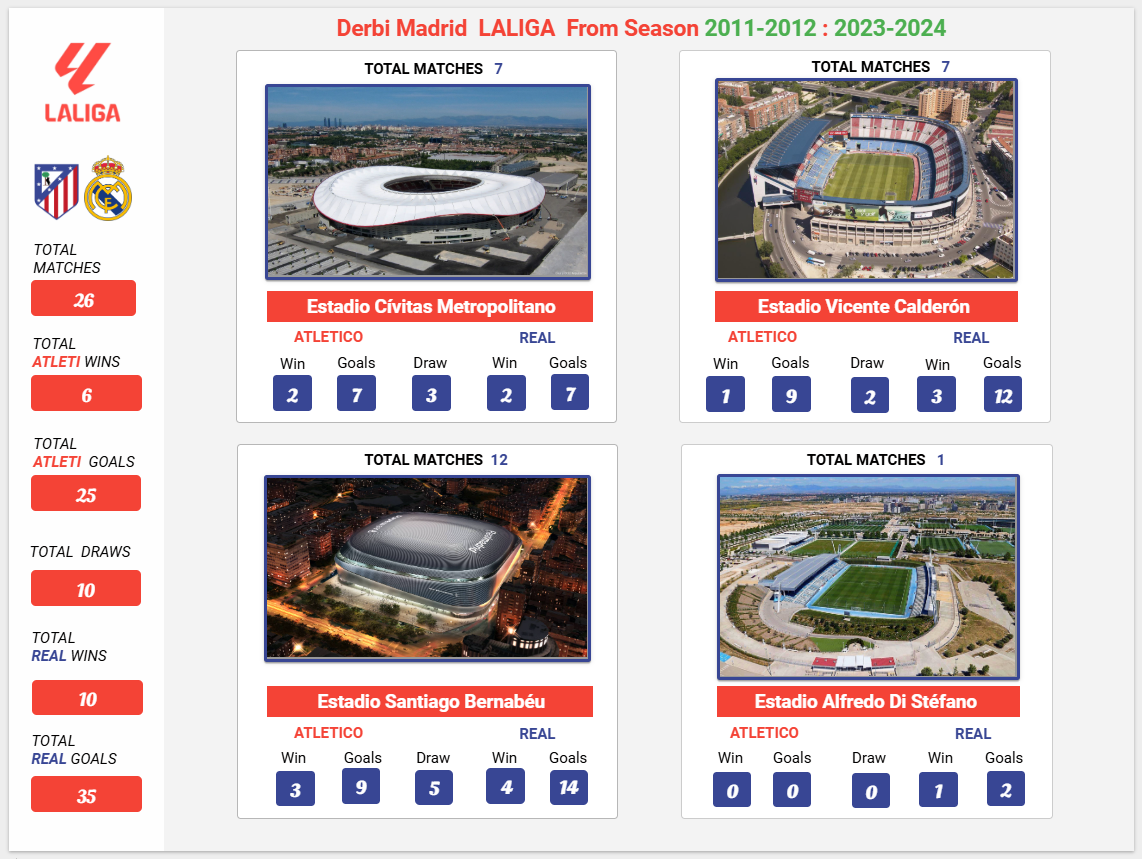 Derbi Madrid LALIGA From Season 2011-2012 : 2023-2024
LALIGA
TOTAL
MATCHES
26
TOTAL
ATLETI WINS
6
TOTAL
ATLETI GOALS
25
TOTAL DRAWS
10
TOTAL
REAL WINS
10
TOTAL
REAL GOALS
35
TOTAL MATCHES 7
Estadio Cívitas Metropolitano
ATLETICO REAL
Win Goals Draw Win Goals
2 7 3 2 7
TOTAL MATCHES 7
Estadio Vicente Calderón
ATLETICO REAL
Win Goals Draw Win Goals
1 9 2 3 12
TOTAL MATCHES 12
Estadio Santiago Bernabéu
ATLETICO REAL
Win Goals Draw Win Goals
3 9 5 4 14
TOTAL MATCHES 1
Estadio Alfredo Di Stéfano
ATLETICO REAL
Win Goals Draw Win Goals
0 0 0 1 2